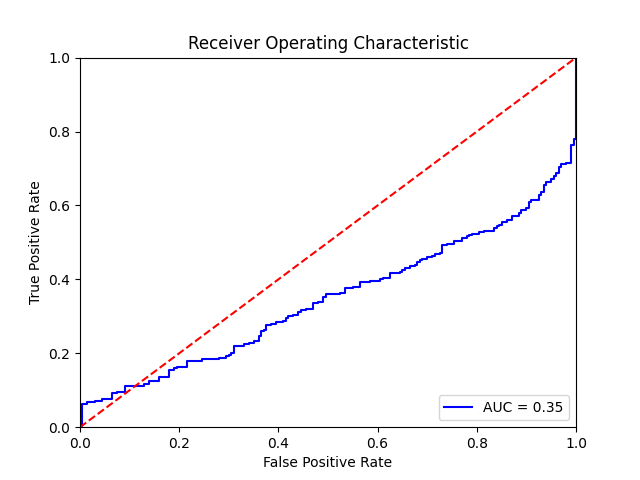 Receiver Operating Characteristic
True Positive Rate
1.0
0.8
0.6
0.4
0.2
0.0
AUC = 0.35
0.0 0.2 0.4 0.6 0.8 1.0
False Positive Rate